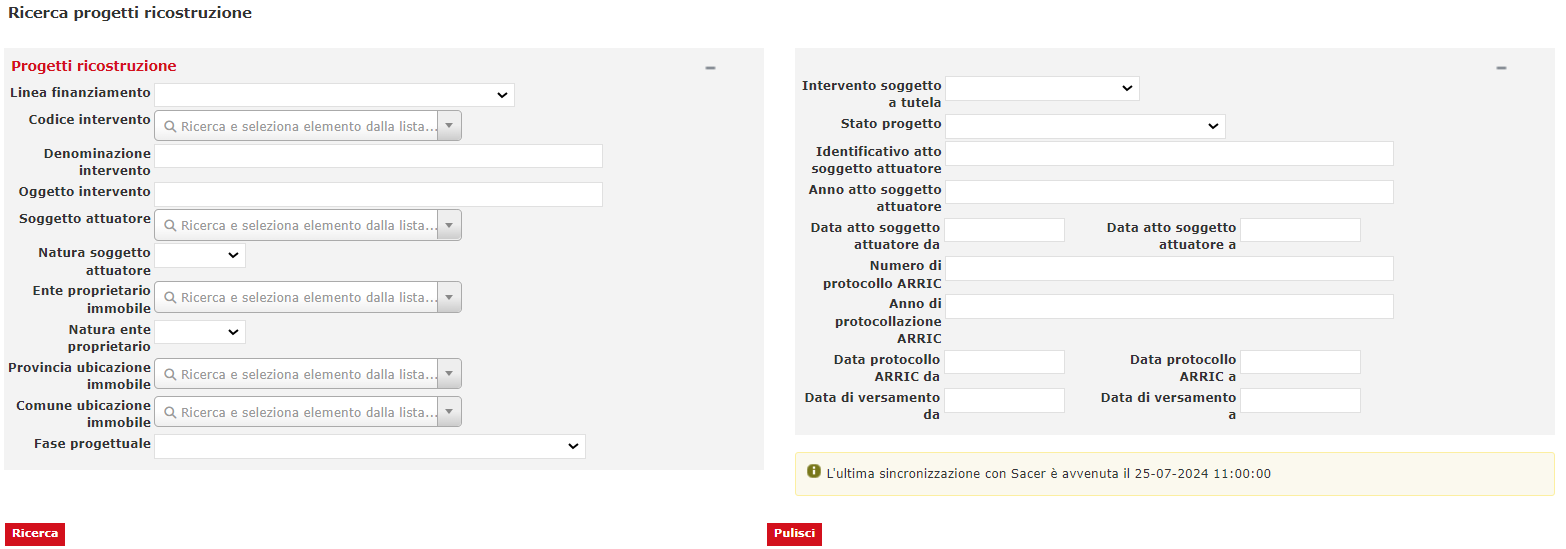 Ricerca progetti ricostruzione
Progetti ricostruzione
Linea finanziamento
Codice intervento
Ricerca e seleziona elemento dalla lista...
Denominazione
intervento
Oggetto intervento
Soggetto attuatore
Ricerca e seleziona elemento dalla lista...
Natura soggetto
attuatore
Ente proprietario
immobile
Ricerca e seleziona elemento dalla lista...
Natura ente
proprietario
Provincia ubicazione
immobile
Ricerca e seleziona elemento dalla lista...
Comune ubicazione
immobile
Ricerca e seleziona elemento dalla lista...
Fase progettuale
Intervento soggetto
a tutela
Stato progetto
Identificativo atto
soggetto attuatore
Anno atto soggetto
attuatore
Data atto soggetto
attuatore da
Data atto soggetto
attuatore a
Numero di
protocollo ARRIC
Anno di
protocollazione
ARRIC
Data protocollo
ARRIC da
Data protocollo
ARRIC a
Data di versamento
da
Data di versamento
a
L'ultima sincronizzazione con Sacer è avvenuta il 25-07-2024 11:00:00
Ricerca
Pulisci